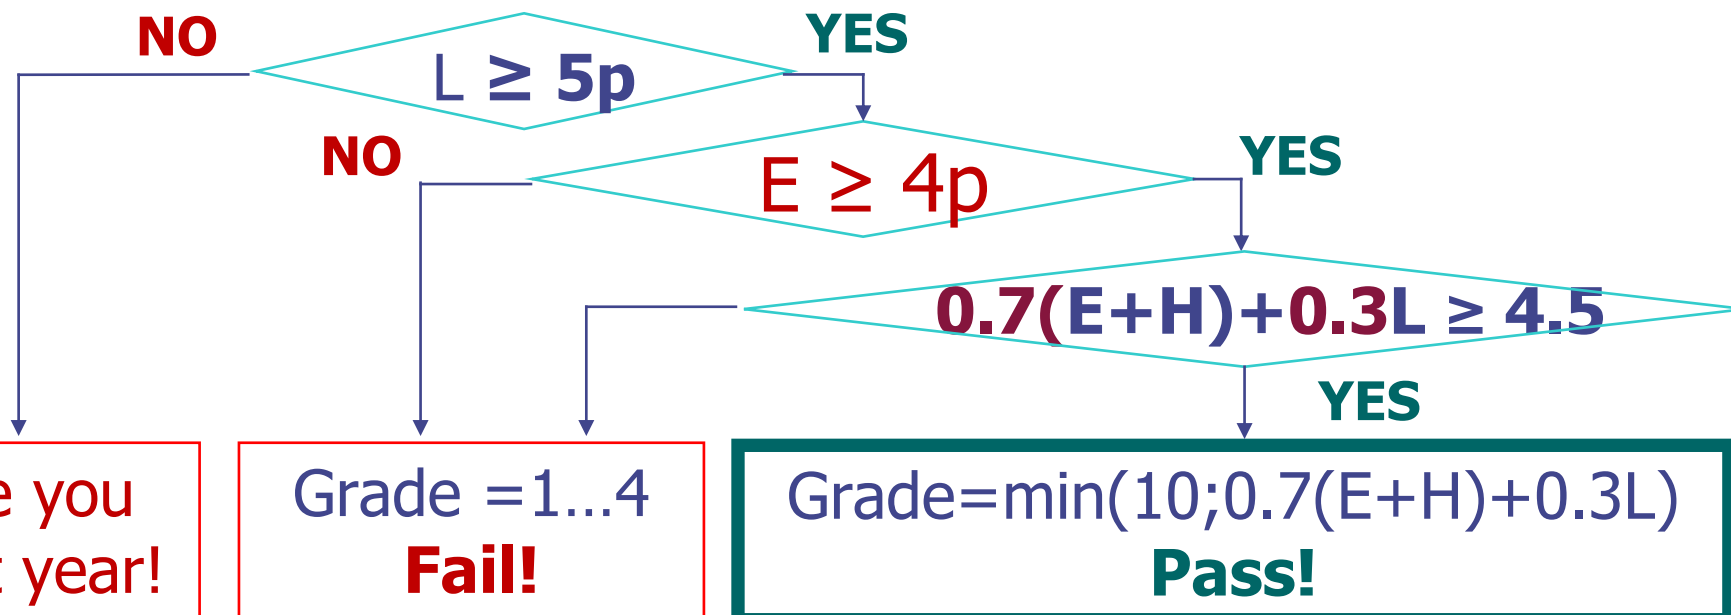 NO
YES
L ≥ 5p
NO
YES
E ≥ 4p
0.7(E+H)+0.3L ≥ 4.5
YES
you
year!
Grade =1…4
Fail!
Grade=min(10;0.7(E+H)+0.3L)
Pass!